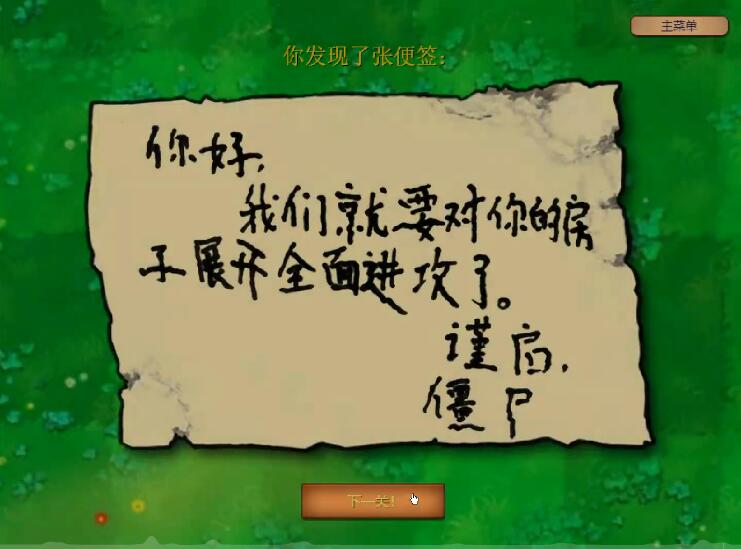 主菜单
你发现了张便签:
你好,
我们就要对你的房
子展开全面进攻了。
谨启,
僵尸
下一关!